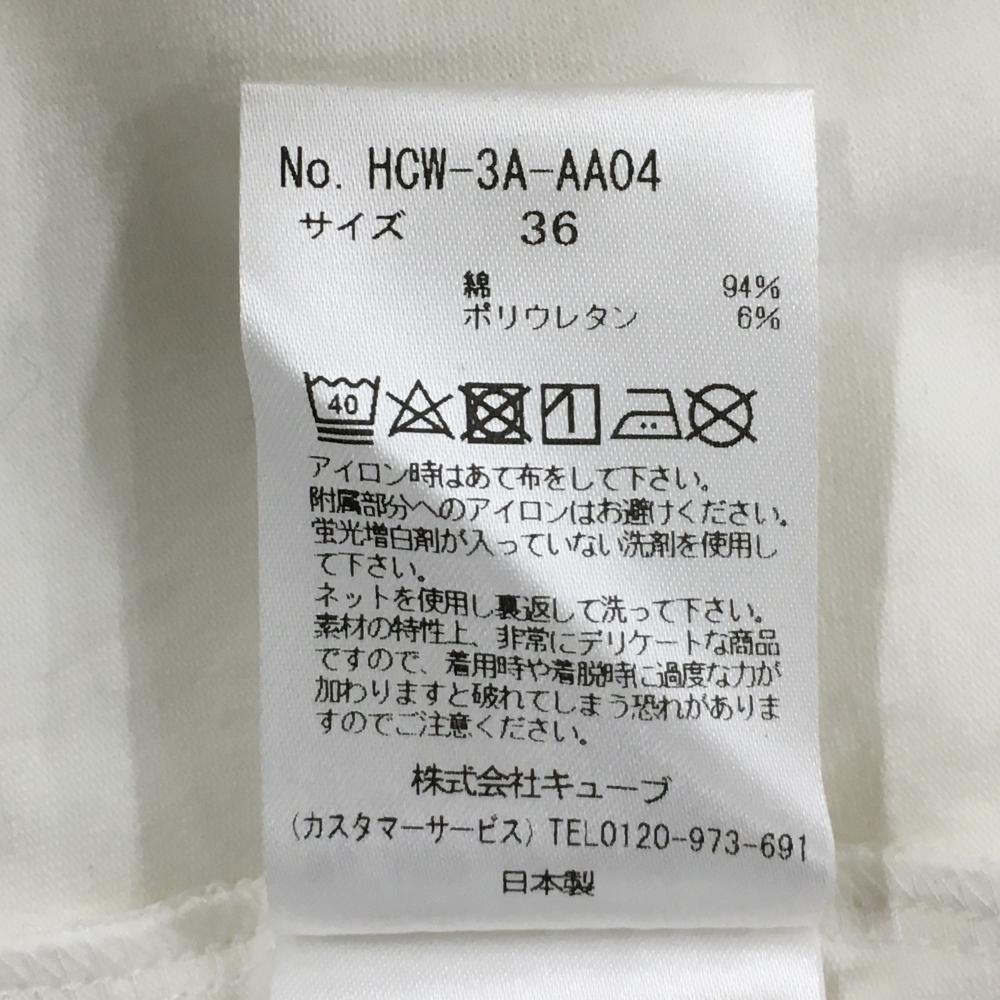 No. HCW-3A-AA04
サイズ 36
綿 94%
ポリウレタン 6%
40
アイロン時はあて布をして下さい。
附属部分へのアイロンはお避けください。
蛍光増白剤が入っていない洗剤を使用し
て下さい。
ネットを使用し裏返して洗って下さい。
素材の特性上、非常にデリケートな商品
ですので、着用時や着脱時に過度な力が
加わりますと破れてしまう恐れがありま
すのでご注意ください。
株式会社キューブ
(カスタマーサービス) TEL0120-973-691
日本製